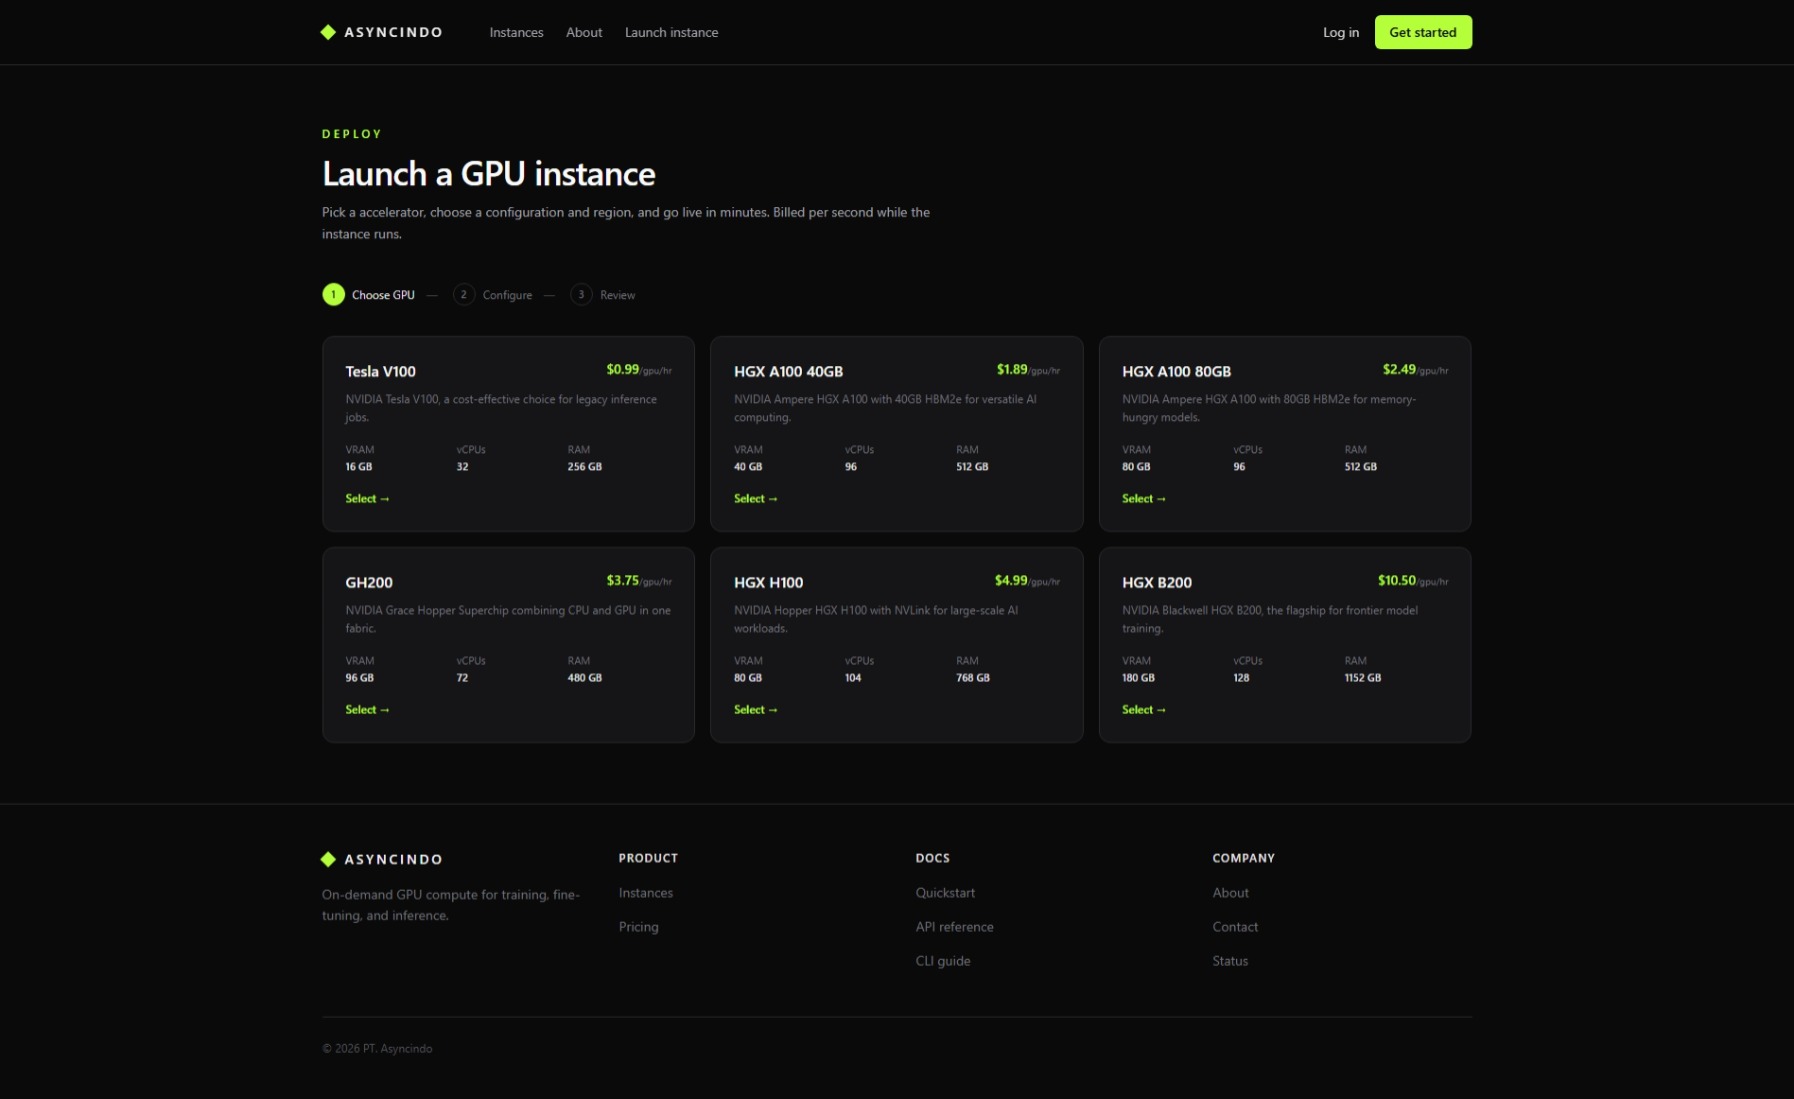 ASYNCINDO
Instances
About
Launch instance
Log in
Get started
DEPLOY
Launch a GPU instance
Pick a accelerator, choose a configuration and region, and go live in minutes. Billed per second while the
instance runs.
1 Choose GPU — 2 Configure — 3 Review
Tesla V100
$0.99/gpu/hr
NVIDIA Tesla V100, a cost-effective choice for legacy inference
jobs.
VRAM vCPUs RAM
16 GB 32 256 GB
Select →
HGX A100 40GB
$1.89/gpu/hr
NVIDIA Ampere HGX A100 with 40GB HBM2e for versatile AI
computing.
VRAM vCPUs RAM
40 GB 96 512 GB
Select →
HGX A100 80GB
$2.49/gpu/hr
NVIDIA Ampere HGX A100 with 80GB HBM2e for memory-
hungry models.
VRAM vCPUs RAM
80 GB 96 512 GB
Select →
GH200
$3.75/gpu/hr
NVIDIA Grace Hopper Superchip combining CPU and GPU in one
fabric.
VRAM vCPUs RAM
96 GB 72 480 GB
Select →
HGX H100
$4.99/gpu/hr
NVIDIA Hopper HGX H100 with NVLink for large-scale AI
workloads.
VRAM vCPUs RAM
80 GB 104 768 GB
Select →
HGX B200
$10.50/gpu/hr
NVIDIA Blackwell HGX B200, the flagship for frontier model
training.
VRAM vCPUs RAM
180 GB 128 1152 GB
Select →
ASYNCINDO
On-demand GPU compute for training, fine-
tuning, and inference.
PRODUCT
Instances
Pricing
DOCS
Quickstart
API reference
CLI guide
COMPANY
About
Contact
Status
© 2026 PT. Asyncindo